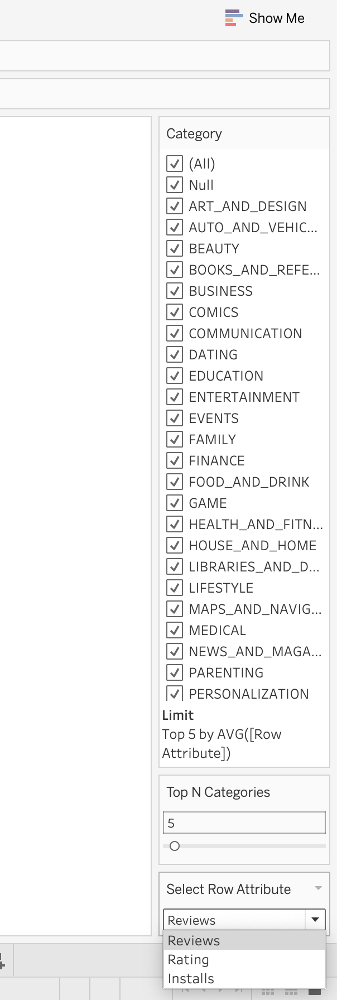 Show Me
Category
(All)
Null
ART_AND_DESIGN
AUTO_AND_VEHIC...
BEAUTY
BOOKS_AND_REFE...
BUSINESS
COMICS
COMMUNICATION
DATING
EDUCATION
ENTERTAINMENT
EVENTS
FAMILY
FINANCE
FOOD_AND_DRINK
GAME
HEALTH_AND_FITN...
HOUSE_AND_HOME
LIBRARIES_AND_D...
LIFESTYLE
MAPS_AND_NAVIG...
MEDICAL
NEWS_AND_MAGA...
PARENTING
PERSONALIZATION
Limit
Top 5 by AVG([Row
Attribute])
Top N Categories
5
Select Row Attribute
Reviews
Reviews
Rating
Installs